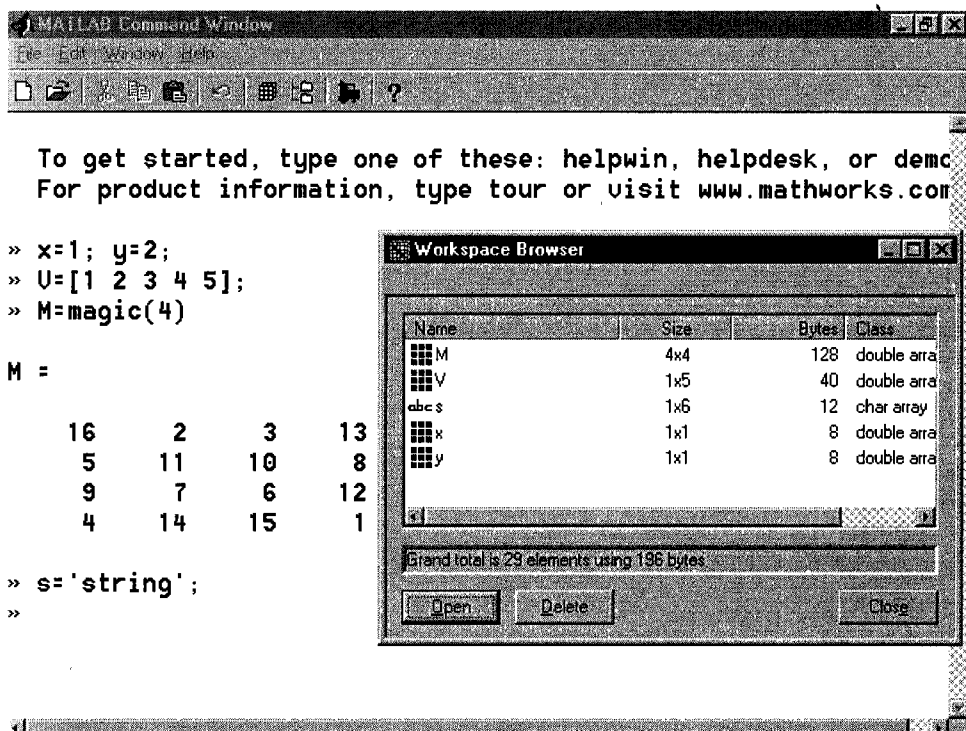 MATLAB Command Window
File Edit Window Help
To get started, type one of these: helpwin, helpdesk, or demo
For product information, type tour or visit www.mathworks.com
» x=1; y=2;
» V=[1 2 3 4 5];
» M=magic(4)
M =
16 2 3 13
5 11 10 8
9 7 6 12
4 14 15 1
» s='string';
»
Workspace Browser
Name Size Bytes Class
M 4x4 128 double arra
V 1x5 40 double arra
abc s 1x6 12 char array
x 1x1 8 double arra
y 1x1 8 double arra
Grand total is 29 elements using 196 bytes
Open Delete Close